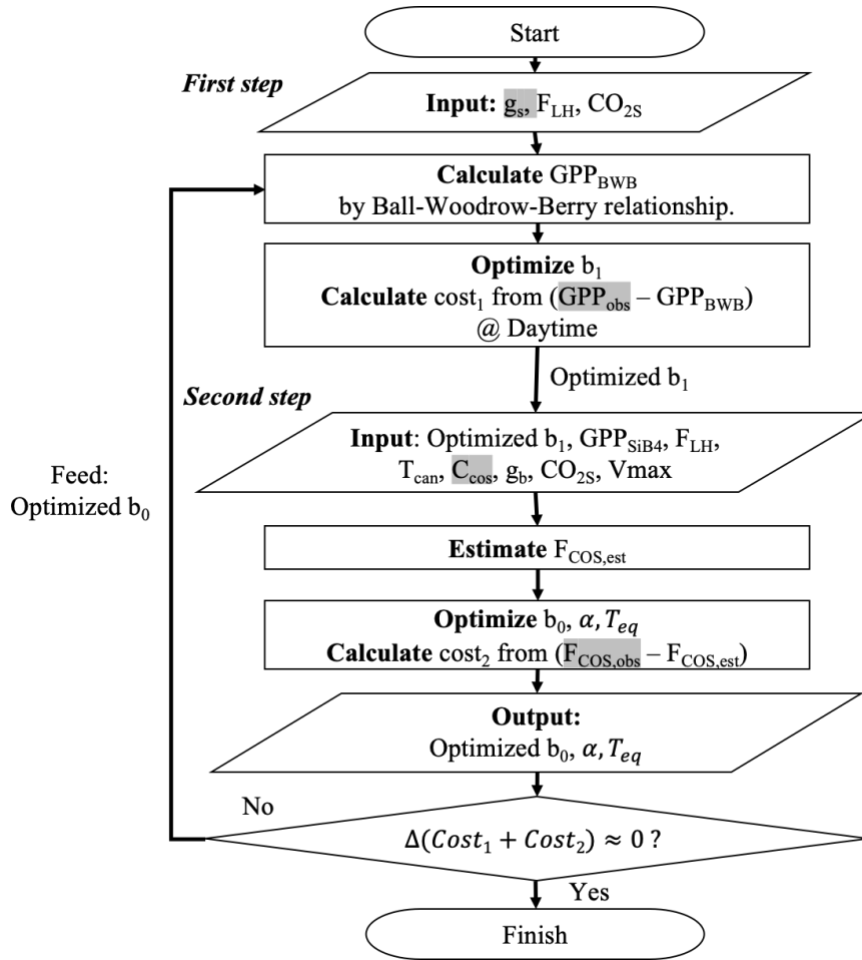 Start
First step
Input: gs, FLH, CO2S
Calculate GPPBWB
by Ball-Woodrow-Berry relationship.
Optimize b1
Calculate cost1 from (GPPobs – GPPBWB)
@ Daytime
Optimized b1
Second step
Input: Optimized b1, GPPSiB4, FLH,
Tcan, Ccos, gb, CO2S, Vmax
Feed:
Optimized b0
Estimate FCOS,est
Optimize b0, α, Teq
Calculate cost2 from (FCOS,obs – FCOS,est)
Output:
Optimized b0, α, Teq
No
Δ(Cost1 + Cost2) ≈ 0 ?
Yes
Finish